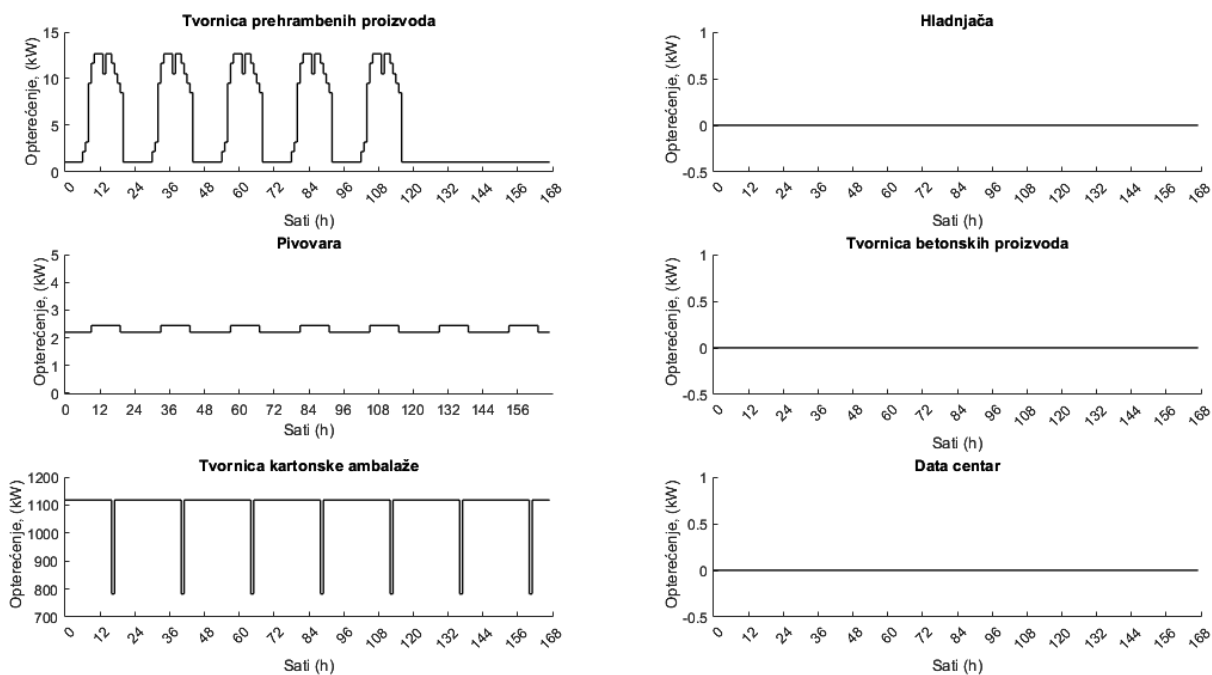 Tvornica prehrambenih proizvoda
15
10
5
0
Opterećenje, (kW)
0 12 24 36 48 60 72 84 96 108 120 132 144 156 168
Sati (h)
Hladnjača
1
0.5
0
-0.5
Opterećenje, (kW)
0 12 24 36 48 60 72 84 96 108 120 132 144 156 168
Sati (h)
Pivovara
5
4
3
2
1
0
Opterećenje, (kW)
0 12 24 36 48 60 72 84 96 108 120 132 144 156
Sati (h)
Tvornica betonskih proizvoda
1
0.5
0
-0.5
Opterećenje, (kW)
0 12 24 36 48 60 72 84 96 108 120 132 144 156 168
Sati (h)
Tvornica kartonske ambalaže
1200
1100
1000
900
800
700
Opterećenje, (kW)
0 12 24 36 48 60 72 84 96 108 120 132 144 156 168
Sati (h)
Data centar
1
0.5
0
-0.5
Opterećenje, (kW)
0 12 24 36 48 60 72 84 96 108 120 132 144 156 168
Sati (h)